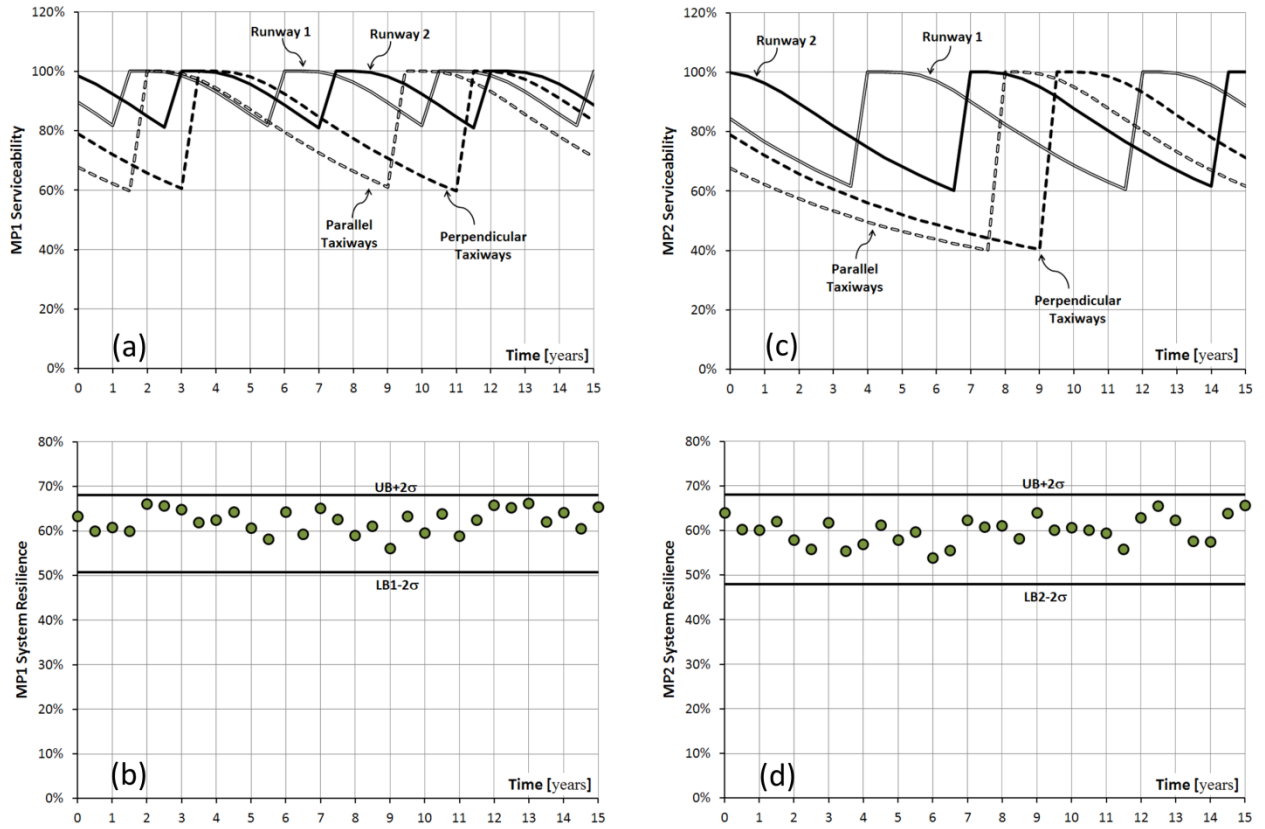 (a)
MP1 Serviceability
120%
100%
80%
60%
40%
20%
0%
Runway 1
Runway 2
Parallel
Taxiways
Perpendicular
Taxiways
Time [years]
0 1 2 3 4 5 6 7 8 9 10 11 12 13 14 15
(c)
MP2 Serviceability
120%
100%
80%
60%
40%
20%
0%
Runway 2
Runway 1
Parallel
Taxiways
Perpendicular
Taxiways
Time [years]
0 1 2 3 4 5 6 7 8 9 10 11 12 13 14 15
(b)
MP1 System Resilience
80%
70%
60%
50%
40%
30%
20%
10%
0%
UB+2σ
LB1-2σ
Time [years]
0 1 2 3 4 5 6 7 8 9 10 11 12 13 14 15
(d)
MP2 System Resilience
80%
70%
60%
50%
40%
30%
20%
10%
0%
UB+2σ
LB2-2σ
Time [years]
0 1 2 3 4 5 6 7 8 9 10 11 12 13 14 15